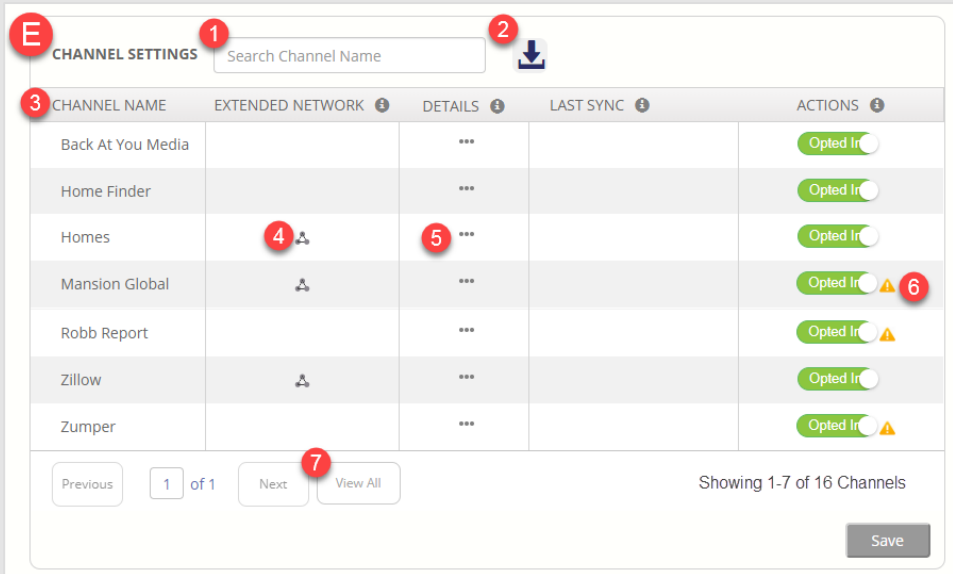 E
1
2
CHANNEL SETTINGS
Search Channel Name
3 CHANNEL NAME EXTENDED NETWORK DETAILS LAST SYNC ACTIONS
Back At You Media ••• Opted In
Home Finder ••• Opted In
Homes 4 5 ••• Opted In
Mansion Global ••• Opted In 6
Robb Report ••• Opted In
Zillow ••• Opted In
Zumper ••• Opted In
7
Previous 1 of 1 Next View All Showing 1-7 of 16 Channels
Save